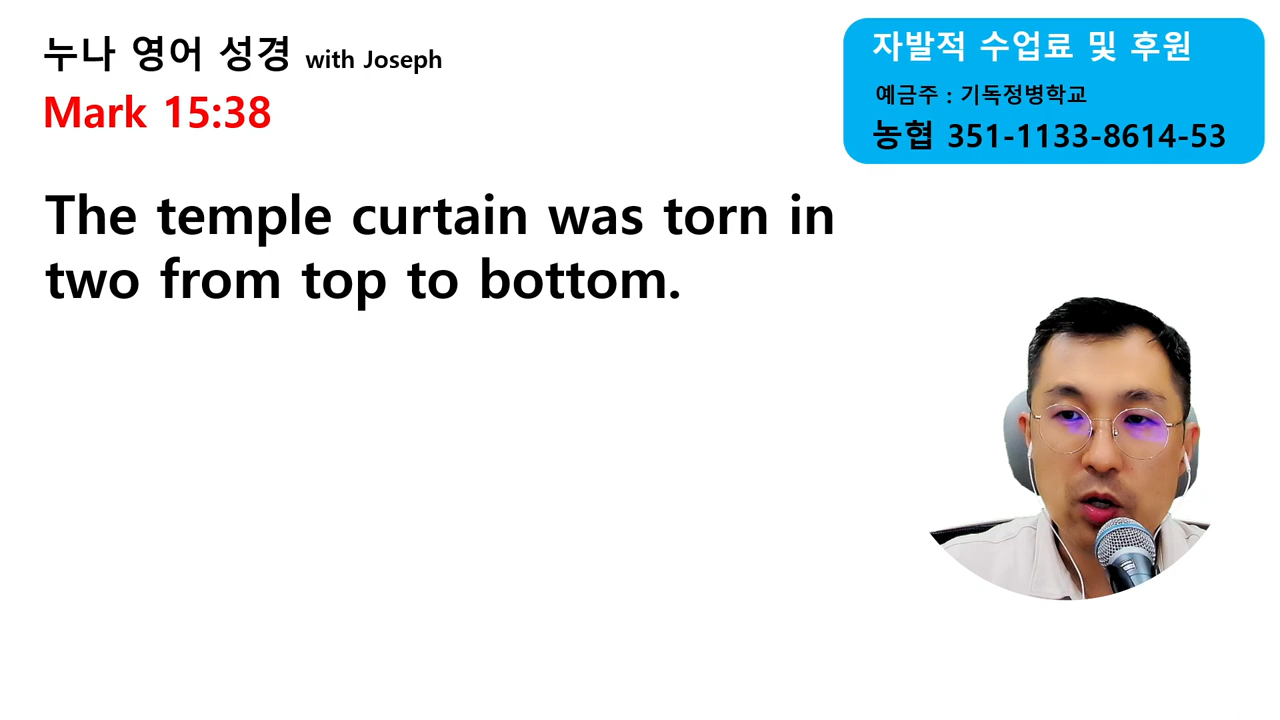 누나 영어 성경 with Joseph
Mark 15:38
자발적 수업료 및 후원
예금주 : 기독정병학교
농협 351-1133-8614-53
The temple curtain was torn in
two from top to bottom.